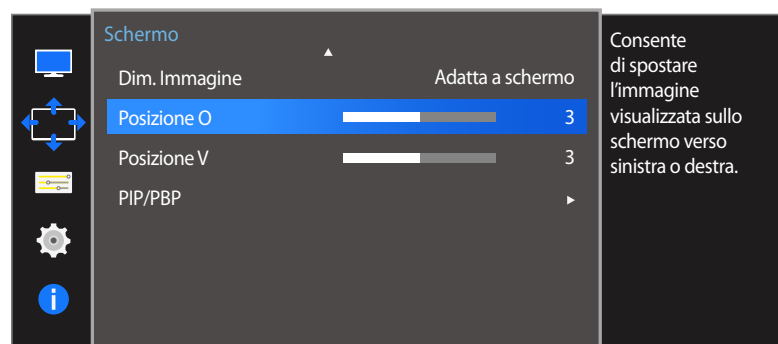 Schermo
Dim. Immagine Adatta a schermo
Posizione O 3
Posizione V 3
PIP/PBP
Consente
di spostare
l’immagine
visualizzata sullo
schermo verso
sinistra o destra.